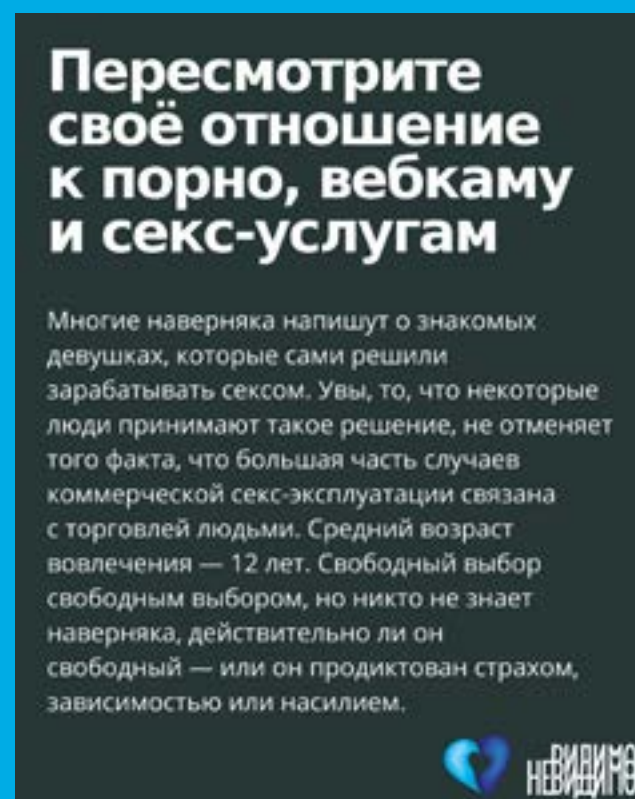 Пересмотрите
своё отношение
к порно, вебкаму
и секс-услугам
Многие наверняка напишут о знакомых
девушках, которые сами решили
зарабатывать сексом. Увы, то, что некоторые
люди принимают такое решение, не отменяет
того факта, что большая часть случаев
коммерческой секс-эксплуатации связана
с торговлей людьми. Средний возраст
вовлечения — 12 лет. Свободный выбор
свободным выбором, но никто не знает
наверняка, действительно ли он
свободный — или он продиктован страхом,
зависимостью или насилием.
ВИДИМО
НЕВИДИМО